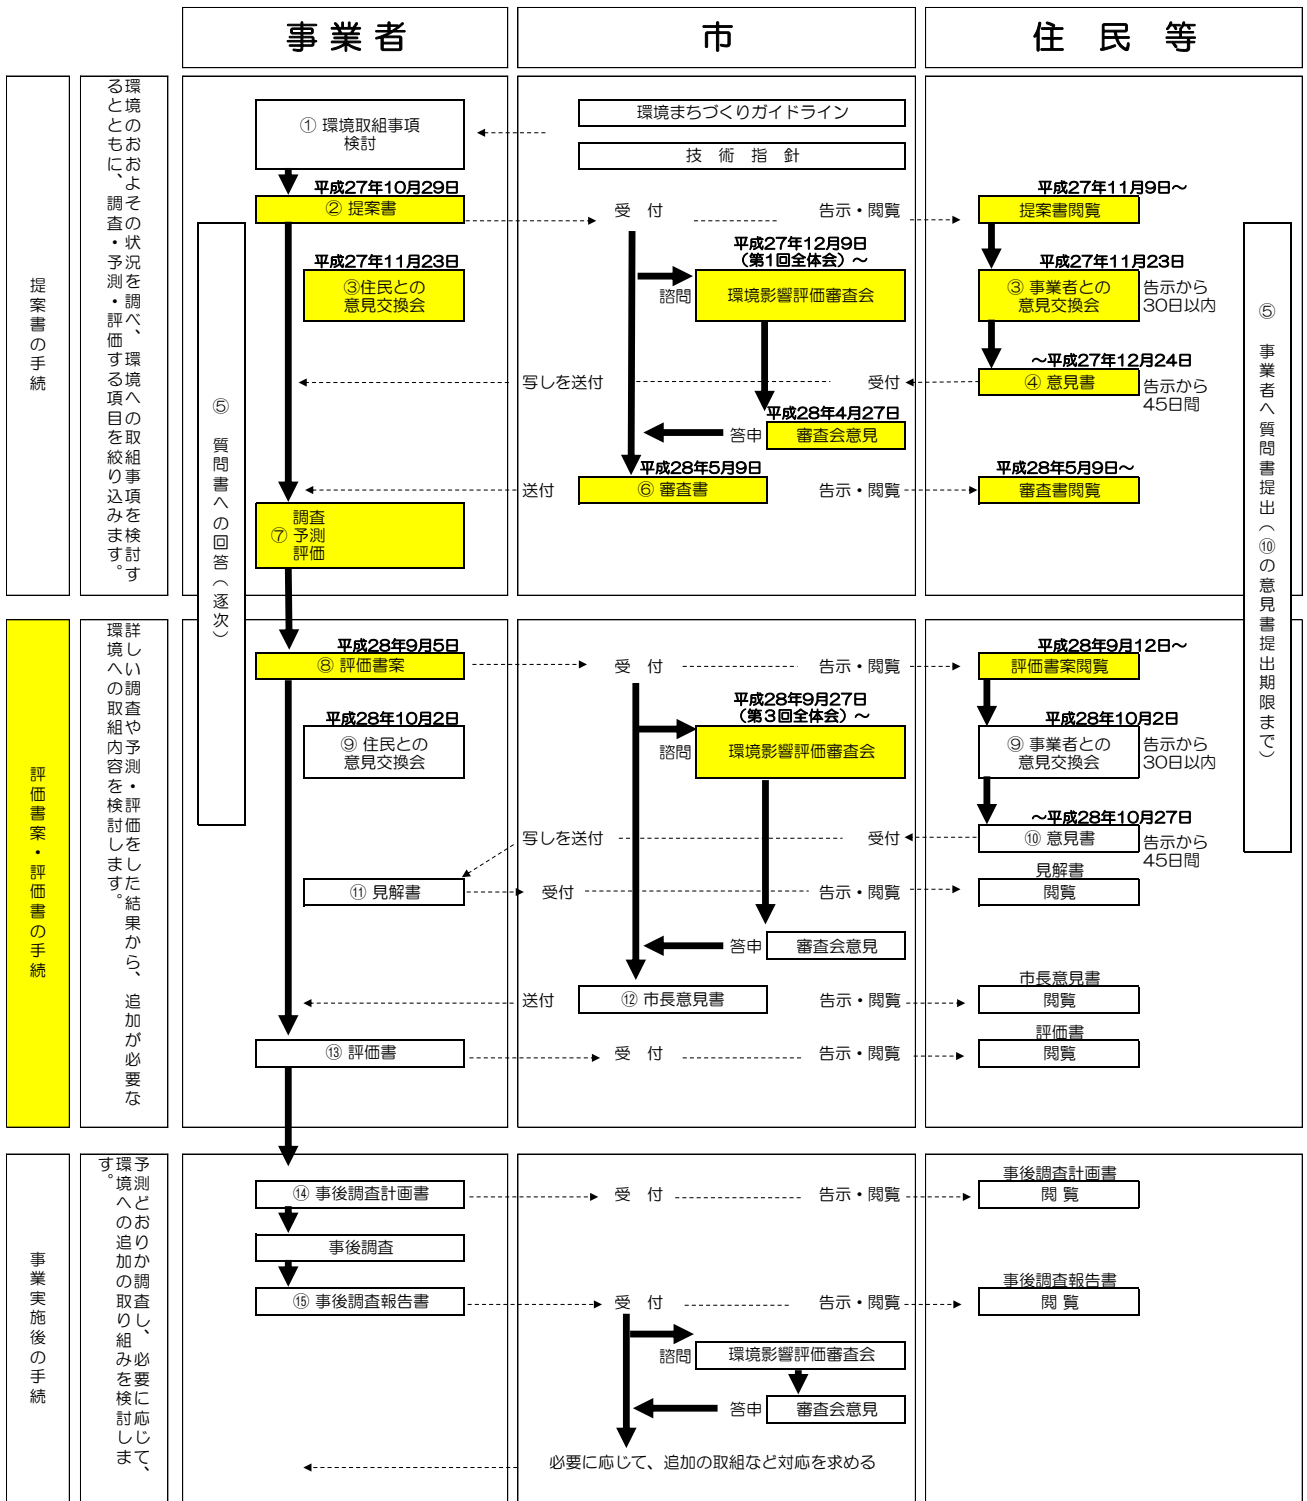 事業者
市
住民等
提案書の手続
環境のおおよその状況を調べ、環境への取組事項を検討す
るとともに、調査・予測・評価する項目を絞り込みます。
① 環境取組事項
検討
環境まちづくりガイドライン
技術指針
平成27年10月29日
② 提案書
受付
告示・閲覧
平成27年11月9日～
提案書閲覧
平成27年11月23日
③住民との
意見交換会
平成27年12月9日
（第1回全体会）～
諮問
環境影響評価審査会
平成27年11月23日
③ 事業者との
意見交換会
告示から
30日以内
～平成27年12月24日
④ 意見書
告示から
45日間
受付
写しを送付
平成28年4月27日
答申
審査会意見
平成28年5月9日
⑥ 審査書
送付
告示・閲覧
平成28年5月9日～
審査書閲覧
調査
⑦ 予測
評価
⑤ 質問書への回答（逐次）
⑤ 事業者へ質問書提出（⑩の意見書提出期限まで）
評価書案・評価書の手続
詳しい調査や予測・評価をした結果から、追加が必要な
環境への取組内容を検討します。
平成28年9月5日
⑧ 評価書案
受付
告示・閲覧
平成28年9月12日～
評価書案閲覧
平成28年10月2日
⑨ 住民との
意見交換会
平成28年9月27日
（第3回全体会）～
諮問
環境影響評価審査会
平成28年10月2日
⑨ 事業者との
意見交換会
告示から
30日以内
～平成28年10月27日
⑩ 意見書
告示から
45日間
受付
写しを送付
⑪ 見解書
受付
告示・閲覧
見解書
閲覧
答申
審査会意見
⑫ 市長意見書
送付
告示・閲覧
市長意見書
閲覧
⑬ 評価書
受付
告示・閲覧
評価書
閲覧
事業実施後の手続
予測どおりか調査し、必要に応じて、
環境への追加の取り組みを検討しま
す。
⑭ 事後調査計画書
受付
告示・閲覧
事後調査計画書
閲覧
事後調査
⑮ 事後調査報告書
受付
告示・閲覧
事後調査報告書
閲覧
諮問
環境影響評価審査会
答申
審査会意見
必要に応じて、追加の取組など対応を求める